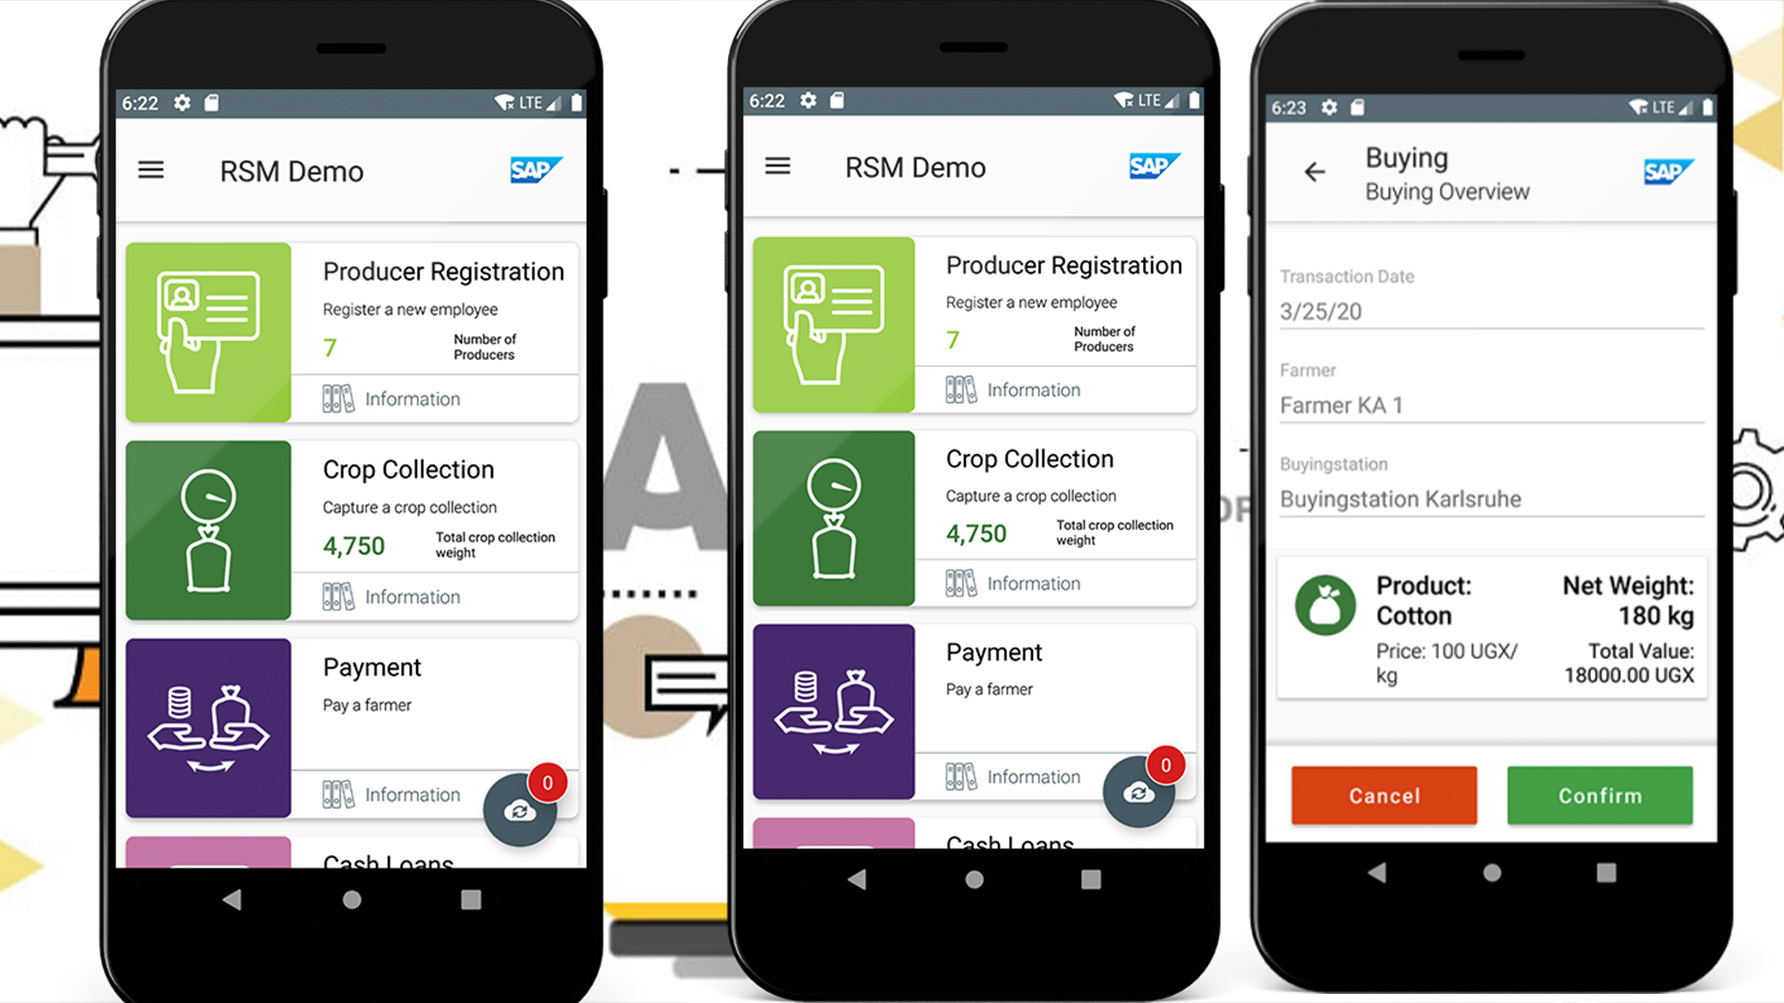 6:22 LTE
RSM Demo SAP
Producer Registration
Register a new employee
7 Number of
Producers
Information
Crop Collection
Capture a crop collection
4,750 Total crop collection
weight
Information
Payment
Pay a farmer
0
Information
Cash Loans
A
6:22 LTE
RSM Demo SAP
Producer Registration
Register a new employee
7 Number of
Producers
Information
Crop Collection
Capture a crop collection
4,750 Total crop collection
weight
Information
Payment
Pay a farmer
0
Information
Cash Loans
OP
6:23 LTE
Buying
Buying Overview
SAP
Transaction Date
3/25/20
Farmer
Farmer KA 1
Buyingstation
Buyingstation Karlsruhe
Product:
Cotton
Price: 100 UGX/
kg
Net Weight:
180 kg
Total Value:
18000.00 UGX
Cancel Confirm